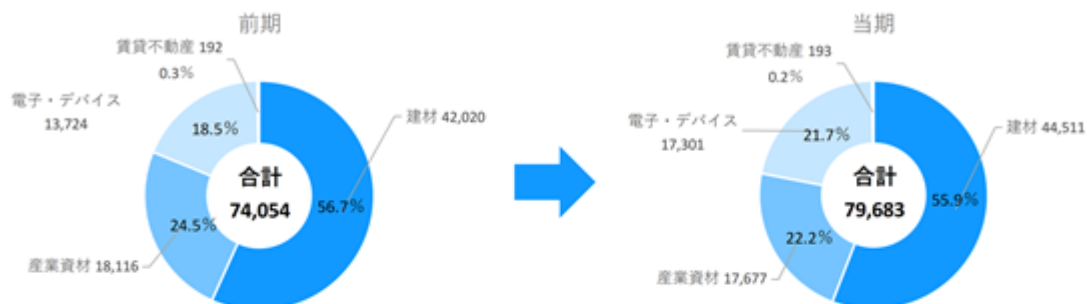 前期
賃貸不動産 192
0.3%
電子・デバイス
13,724
18.5%
建材 42,020
合計
74,054
56.7%
24.5%
産業資材 18,116
当期
賃貸不動産 193
0.2%
電子・デバイス
17,301
21.7%
建材 44,511
合計
79,683
55.9%
22.2%
産業資材 17,677